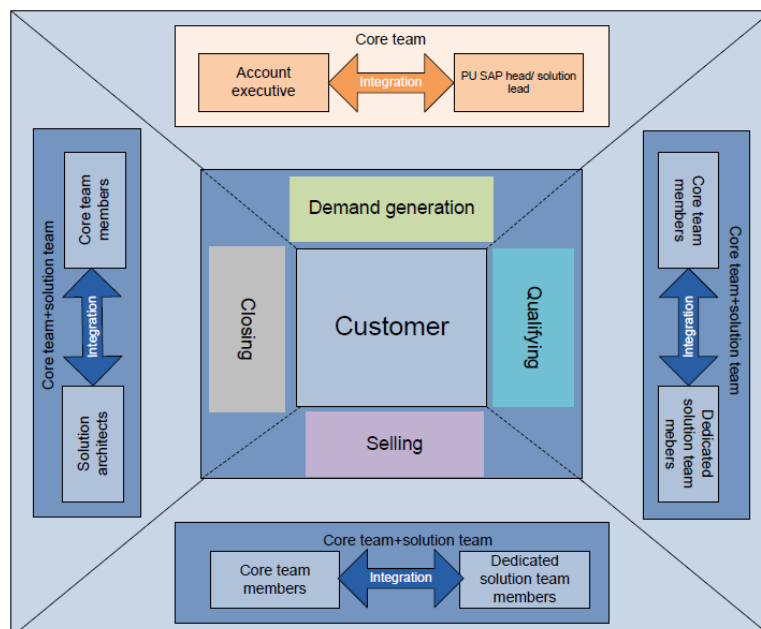 Core team
Account
executive
Integration
PU SAP head/ solution
lead
Core team+solution team
Core team
members
Integration
Solution
architects
Demand generation
Closing
Customer
Qualifying
Selling
Core team+solution team
Core team
members
Integration
Dedicated
solution team
mebers
Core team+solution team
Core team
members
Integration
Dedicated
solution team
members